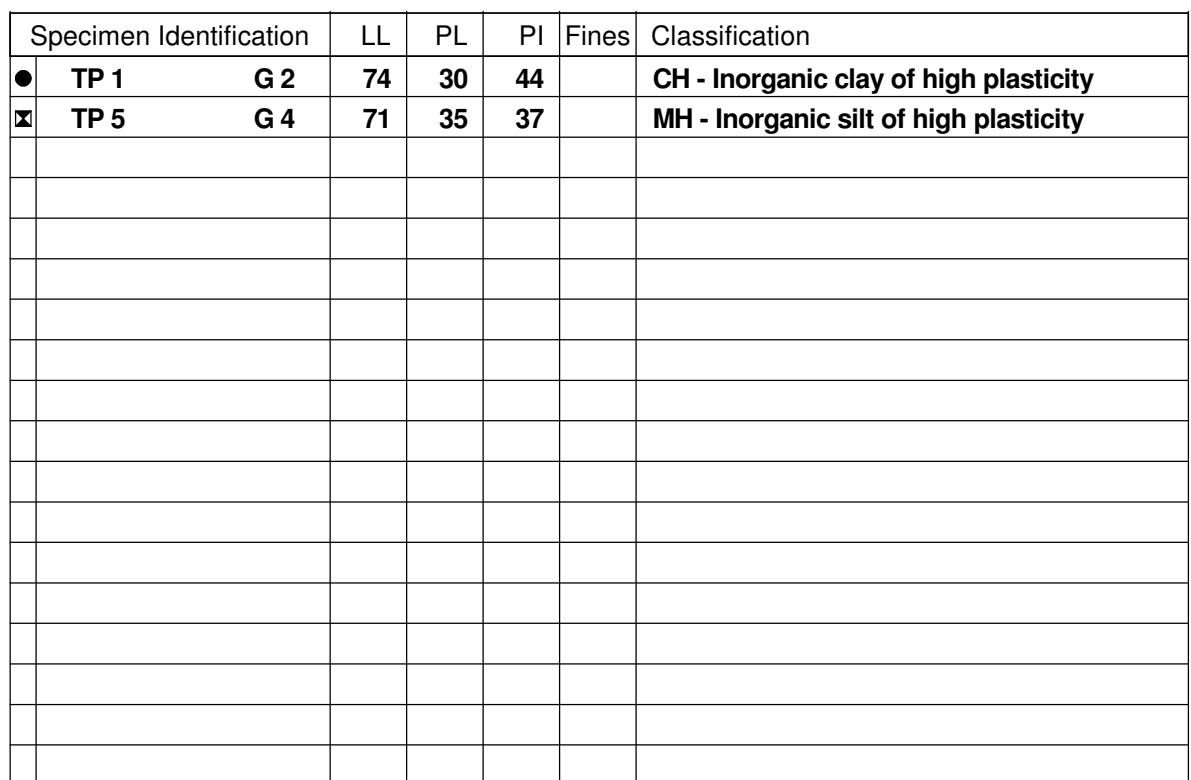 Specimen Identification LL PL PI Fines Classification
TP 1 G 2 74 30 44 CH - Inorganic clay of high plasticity
TP 5 G 4 71 35 37 MH - Inorganic silt of high plasticity